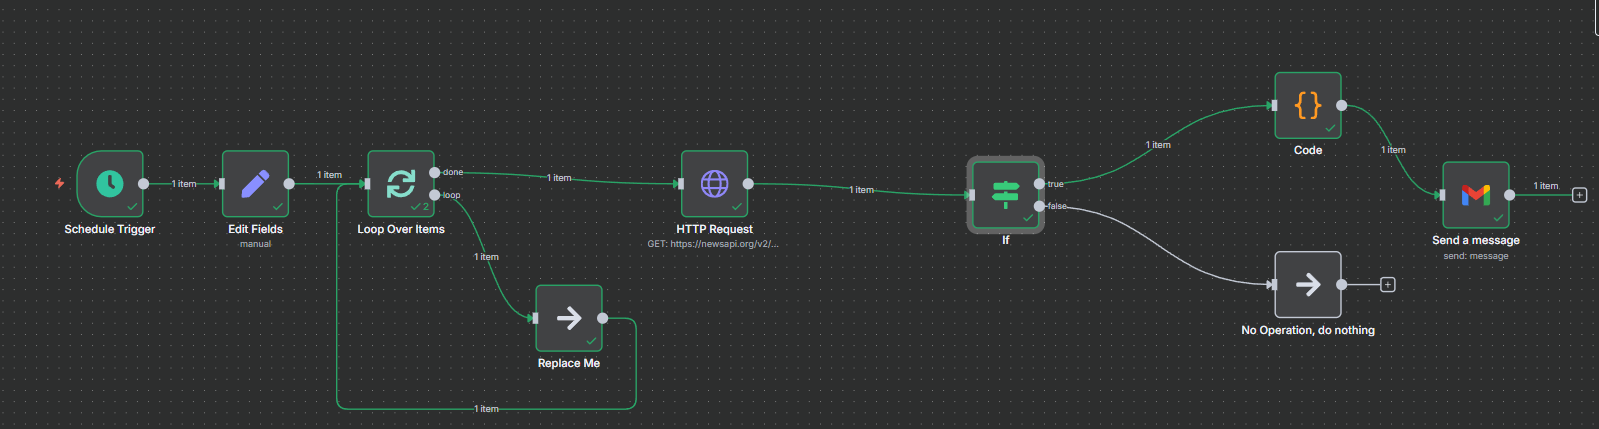 Schedule Trigger
1 item
Edit Fields
manual
1 item
Loop Over Items
2
done
loop
1 item
1 item
Replace Me
1 item
HTTP Request
GET: https://newsapi.org/v2/...
1 item
If
true
false
1 item
Code
1 item
Send a message
send: message
1 item
No Operation, do nothing